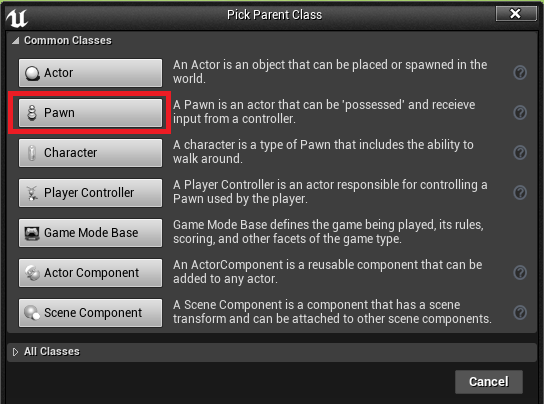 Pick Parent Class
Common Classes
Actor
An Actor is an object that can be placed or spawned in the
world.
Pawn
A Pawn is an actor that can be 'possessed' and receieve
input from a controller.
Character
A character is a type of Pawn that includes the ability to
walk around.
Player Controller
A Player Controller is an actor responsible for controlling a
Pawn used by the player.
Game Mode Base
Game Mode Base defines the game being played, its rules,
scoring, and other facets of the game type.
Actor Component
An ActorComponent is a reusable component that can be
added to any actor.
Scene Component
A Scene Component is a component that has a scene
transform and can be attached to other scene components.
All Classes
Cancel